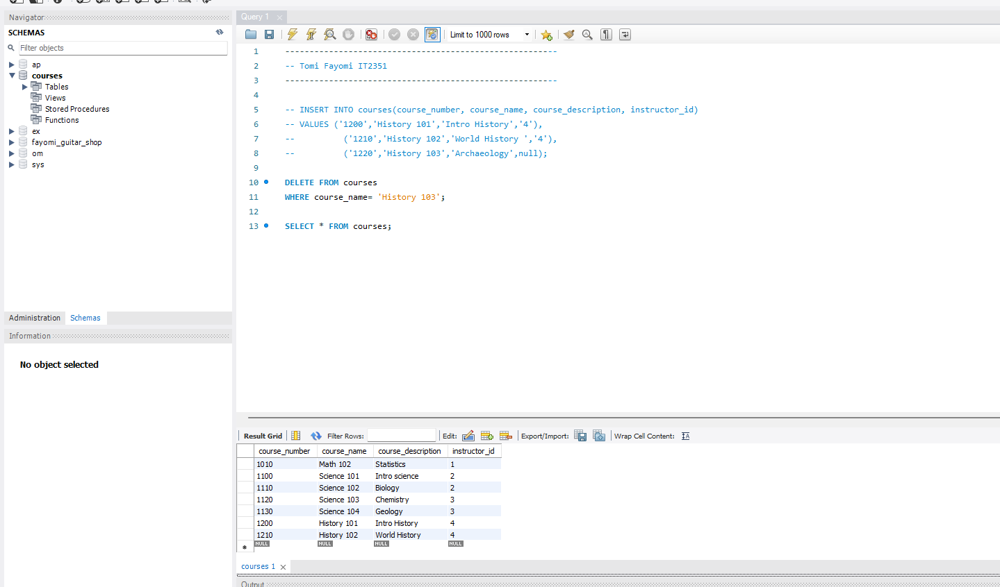 Navigator
SCHEMAS
Filter objects
ap
courses
Tables
Views
Stored Procedures
Functions
ex
fayomi_guitar_shop
om
sys
Administration Schemas
Information
No object selected
Query 1
Limit to 1000 rows
1 --------------------------------------------------------
2 -- Tomi Fayomi IT2351
3 --------------------------------------------------------
4
5 -- INSERT INTO courses(course_number, course_name, course_description, instructor_id)
6 -- VALUES ('1200','History 101','Intro History','4'),
7 -- ('1210','History 102','World History ','4'),
8 -- ('1220','History 103','Archaeology',null);
9
10 DELETE FROM courses
11 WHERE course_name= 'History 103';
12
13 SELECT * FROM courses;
Result Grid Filter Rows: Edit: Export/Import: Wrap Cell Content:
course_number course_name course_description instructor_id
1010 Math 102 Statistics 1
1100 Science 101 Intro science 2
1110 Science 102 Biology 2
1120 Science 103 Chemistry 3
1130 Science 104 Geology 3
1200 History 101 Intro History 4
1210 History 102 World History 4
NULL NULL NULL NULL
courses 1
Output